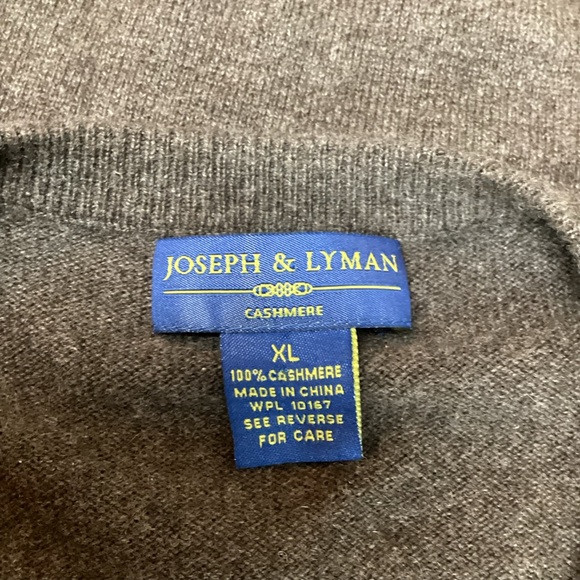 JOSEPH & LYMAN
CASHMERE
XL
100% CASHMERE
MADE IN CHINA
WPL 10167
SEE REVERSE
FOR CARE